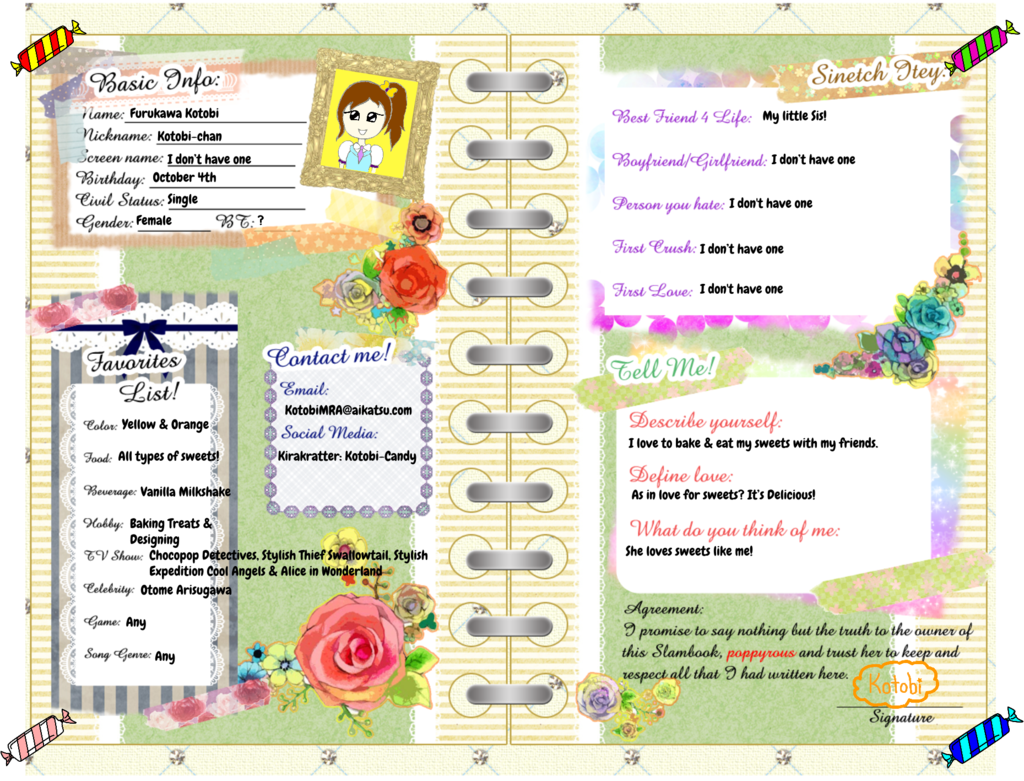 Basic Info:
Name: Furukawa Kotobi
Nickname: Kotobi-chan
Screen name: I don't have one
Birthday: October 4th
Civil Status: Single
Gender: Female BT: ?
Favorites
List!
Color: Yellow & Orange
Food: All types of sweets!
Beverage: Vanilla Milkshake
Hobby: Baking Treats &
Designing
TV Show: Chocopop Detectives, Stylish Thief Swallowtail, Stylish
Expedition Cool Angels & Alice in Wonderland
Celebrity: Otome Arisugawa
Game: Any
Song Genre: Any
Contact me!
Email:
KotobiMRA@aikatsu.com
Social Media:
Kirakratter: Kotobi-Candy
Sinetch Itey:
Best Friend 4 Life: My little Sis!
Boyfriend/Girlfriend: I don't have one
Person you hate: I don't have one
First Crush: I don't have one
First Love: I don't have one
Tell Me!
Describe yourself:
I love to bake & eat my sweets with my friends.
Define love:
As in love for sweets? It's Delicious!
What do you think of me:
She loves sweets like me!
Agreement:
I promise to say nothing but the truth to the owner of
this Slambook, poppyrous and trust her to keep and
respect all that I had written here.
Kotobi
Signature